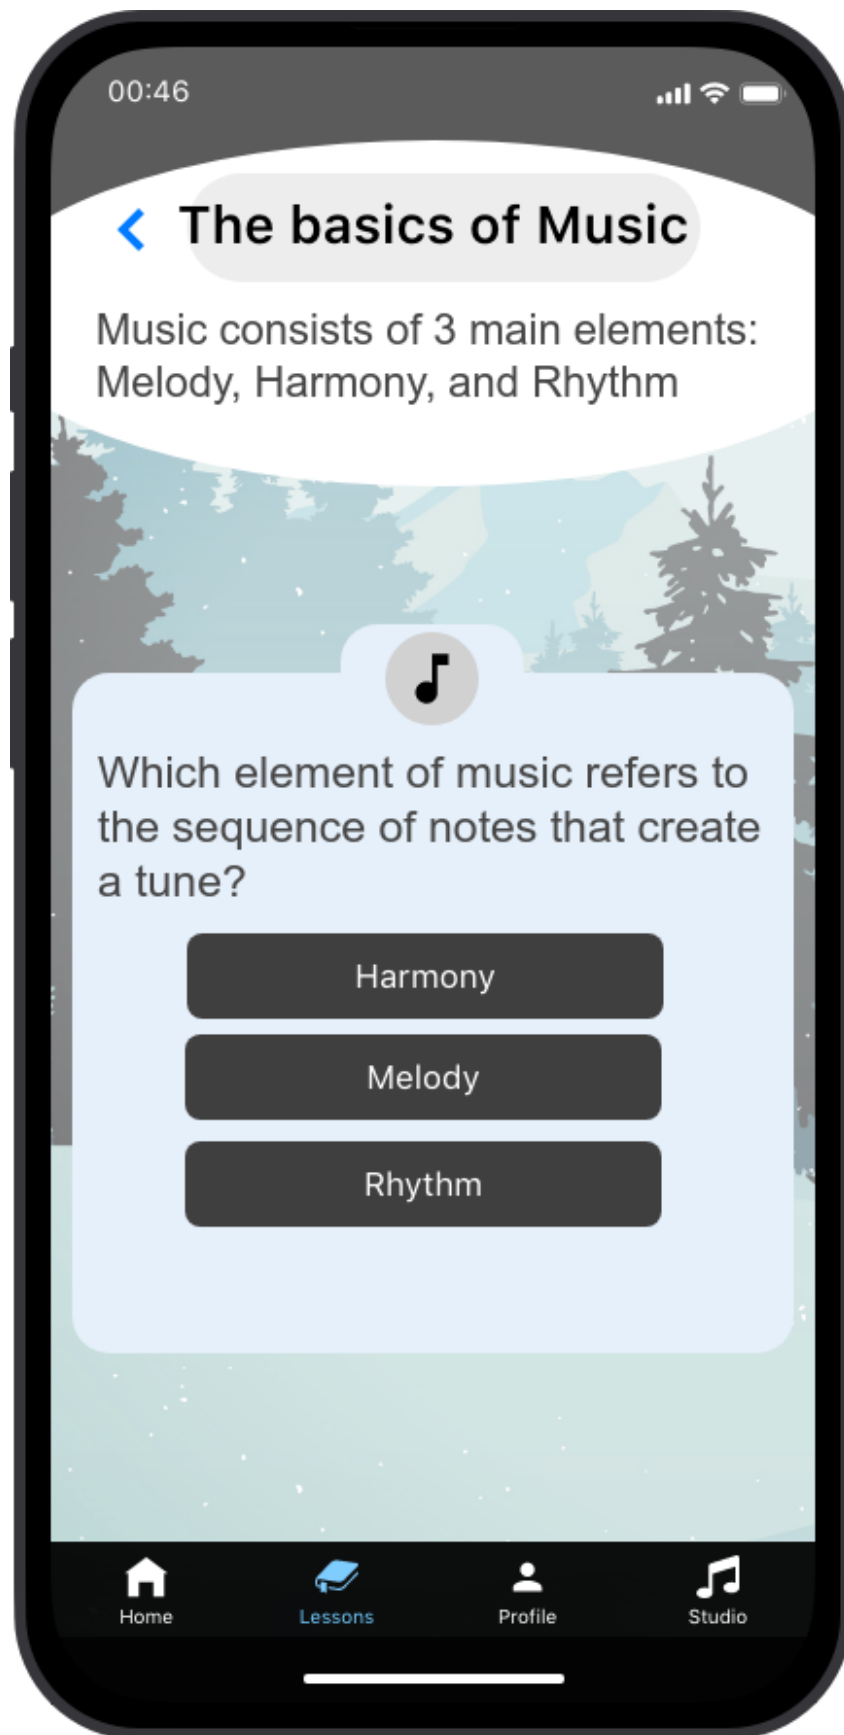 00:46
The basics of Music
Music consists of 3 main elements:
Melody, Harmony, and Rhythm
Which element of music refers to
the sequence of notes that create
a tune?
Harmony
Melody
Rhythm
Home
Lessons
Profile
Studio